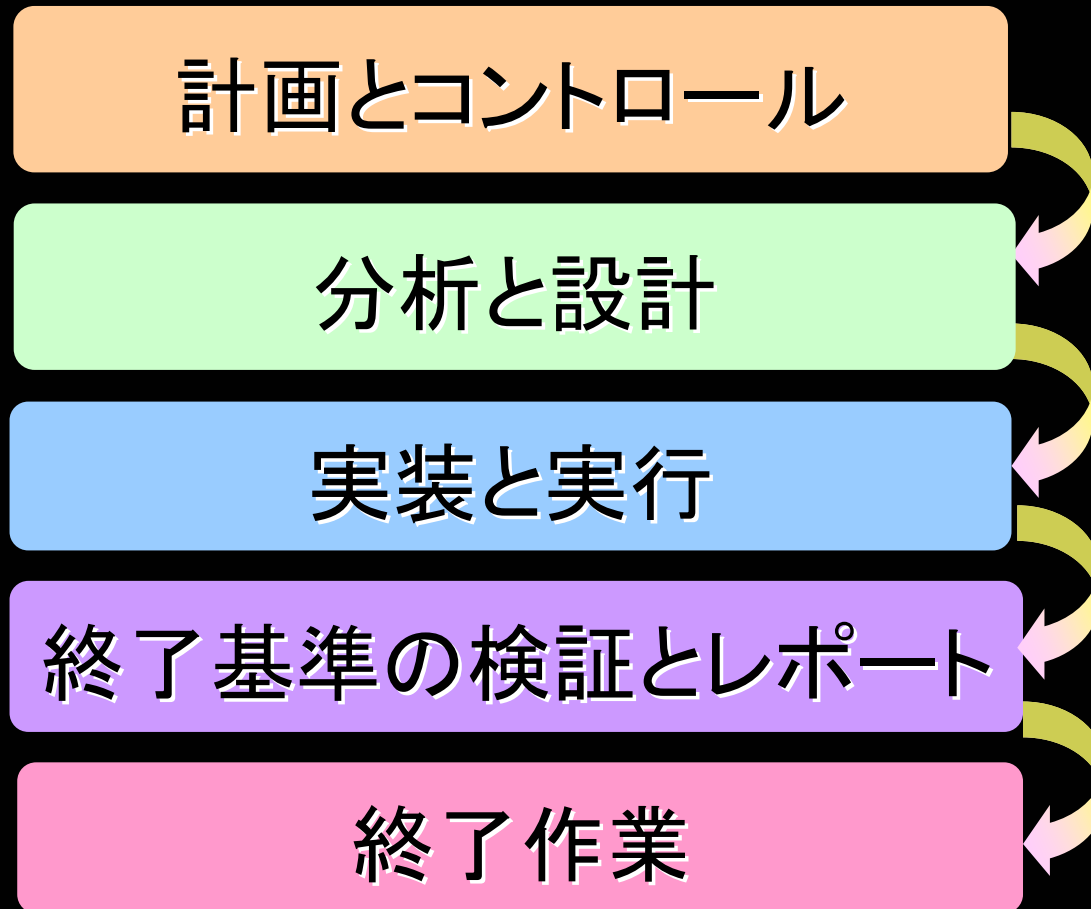 計画とコントロール
分析と設計
実装と実行
終了基準の検証とレポート
終了作業